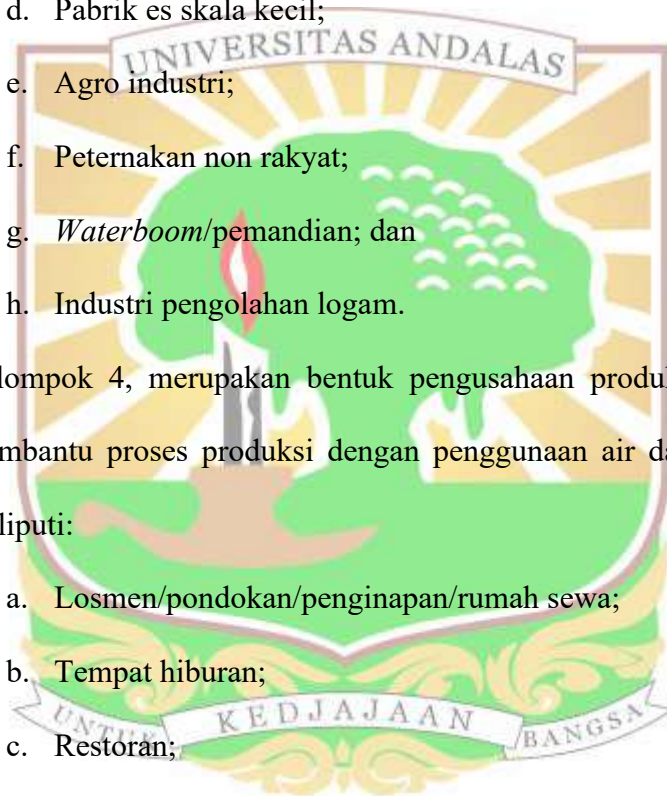 d. Pabrik es skala kecil;
UNIVERSITAS ANDALAS
e. Agro industri;
f. Peternakan non rakyat;
g. Waterboom/pemandian; dan
h. Industri pengolahan logam.
lompok 4, merupakan bentuk pengusahaan produk
mbantu proses produksi dengan penggunaan air da
liputi:
a. Losmen/pondokan/penginapan/rumah sewa;
b. Tempat hiburan;
UNTUK KEDJAJAAN BANGSA
c. Restoran;